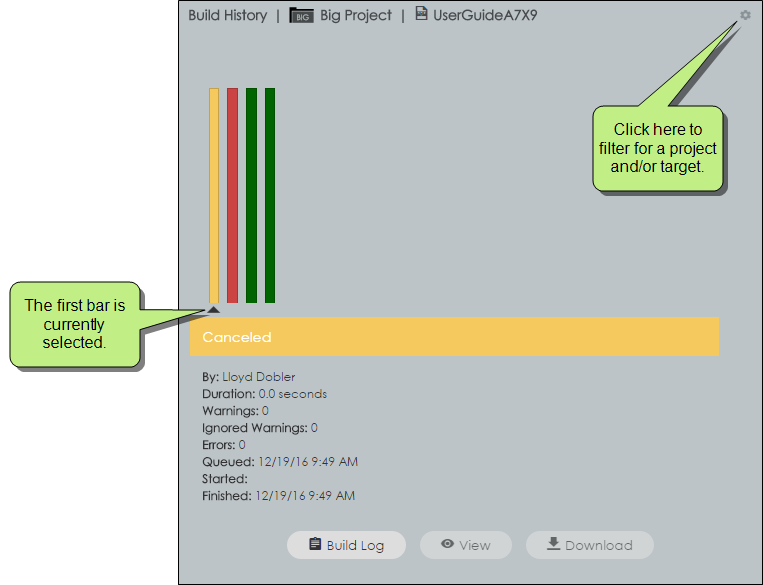 Build History | BIG Big Project | UserGuideA7X9
Click here to
filter for a project
and/or target.
The first bar is
currently
selected.
Canceled
By: Lloyd Dobler
Duration: 0.0 seconds
Warnings: 0
Ignored Warnings: 0
Errors: 0
Queued: 12/19/16 9:49 AM
Started:
Finished: 12/19/16 9:49 AM
Build Log View Download